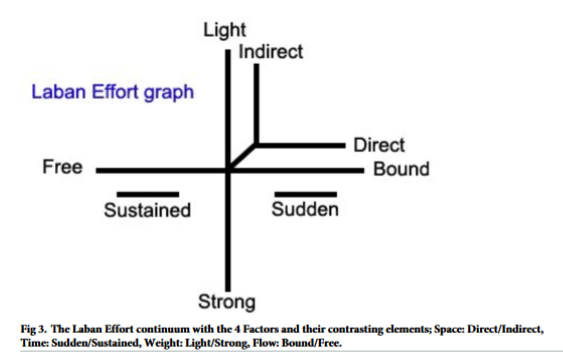 Light
Indirect
Laban Effort graph
Direct
Free
Bound
Sustained
Sudden
Strong
Fig 3. The Laban Effort continuum with the 4 Factors and their contrasting elements; Space: Direct/Indirect,
Time: Sudden/Sustained, Weight: Light/Strong, Flow: Bound/Free.